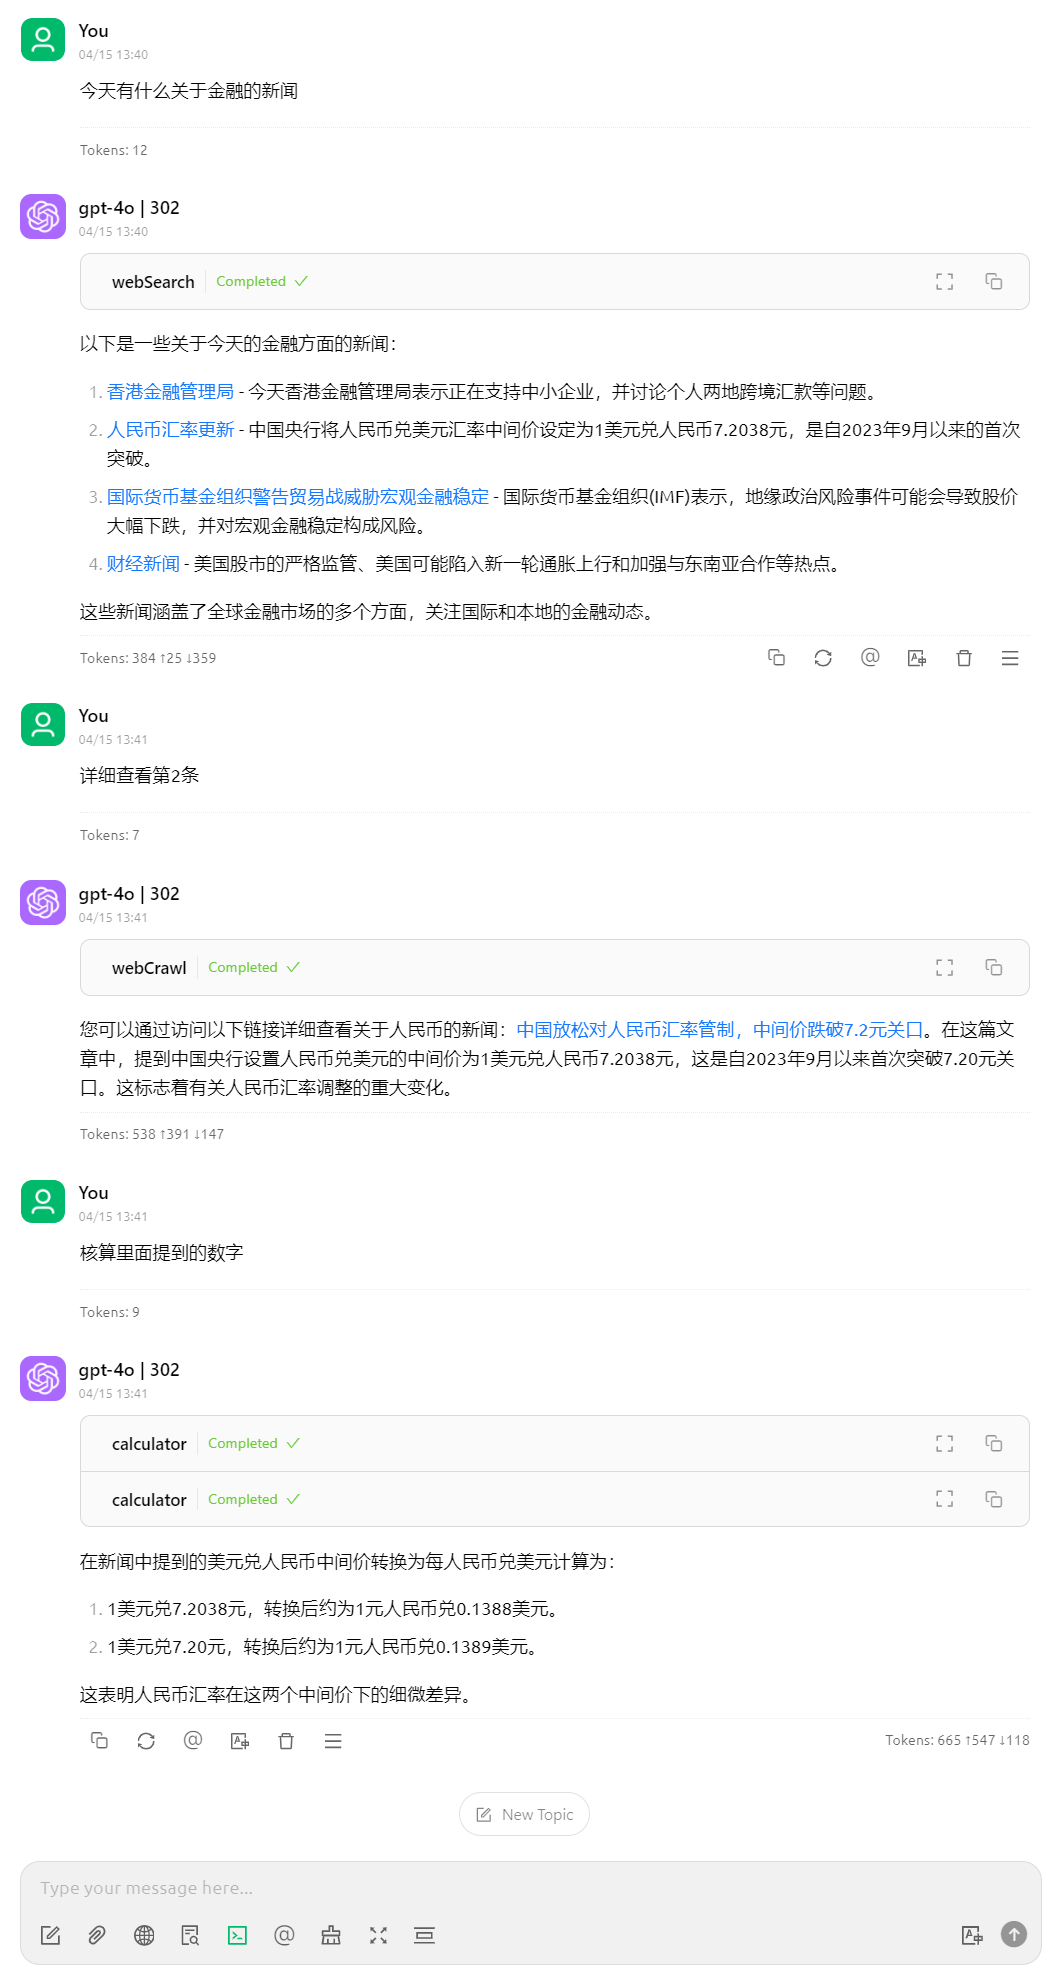 You
04/15 13:40
今天有什么关于金融的新闻
Tokens: 12
gpt-4o | 302
04/15 13:40
webSearch Completed
以下是一些关于今天的金融方面的新闻：
1. 香港金融管理局 - 今天香港金融管理局表示正在支持中小企业，并讨论个人两地跨境汇款等问题。
2. 人民币汇率更新 - 中国央行将人民币兑美元汇率中间价设定为1美元兑人民币7.2038元，是自2023年9月以来的首次
突破。
3. 国际货币基金组织警告贸易战威胁宏观金融稳定 - 国际货币基金组织(IMF)表示，地缘政治风险事件可能会导致股价
大幅下跌，并对宏观金融稳定构成风险。
4. 财经新闻 - 美国股市的严格监管、美国可能陷入新一轮通胀上行和加强与东南亚合作等热点。
这些新闻涵盖了全球金融市场的多个方面，关注国际和本地的金融动态。
Tokens: 384 ↑25 ↓359
You
04/15 13:41
详细查看第2条
Tokens: 7
gpt-4o | 302
04/15 13:41
webCrawl Completed
您可以通过访问以下链接详细查看关于人民币的新闻：中国放松对人民币汇率管制，中间价跌破7.2元关口。在这篇文
章中，提到中国央行设置人民币兑美元的中间价为1美元兑人民币7.2038元，这是自2023年9月以来首次突破7.20元关
口。这标志着有关人民币汇率调整的重大变化。
Tokens: 538 ↑391 ↓147
You
04/15 13:41
核算里面提到的数字
Tokens: 9
gpt-4o | 302
04/15 13:41
calculator Completed
calculator Completed
在新闻中提到的美元兑人民币中间价转换为每人民币兑美元计算为：
1. 1美元兑7.2038元，转换后约为1元人民币兑0.1388美元。
2. 1美元兑7.20元，转换后约为1元人民币兑0.1389美元。
这表明人民币汇率在这两个中间价下的细微差异。
Tokens: 665 ↑547 ↓118
New Topic
Type your message here...